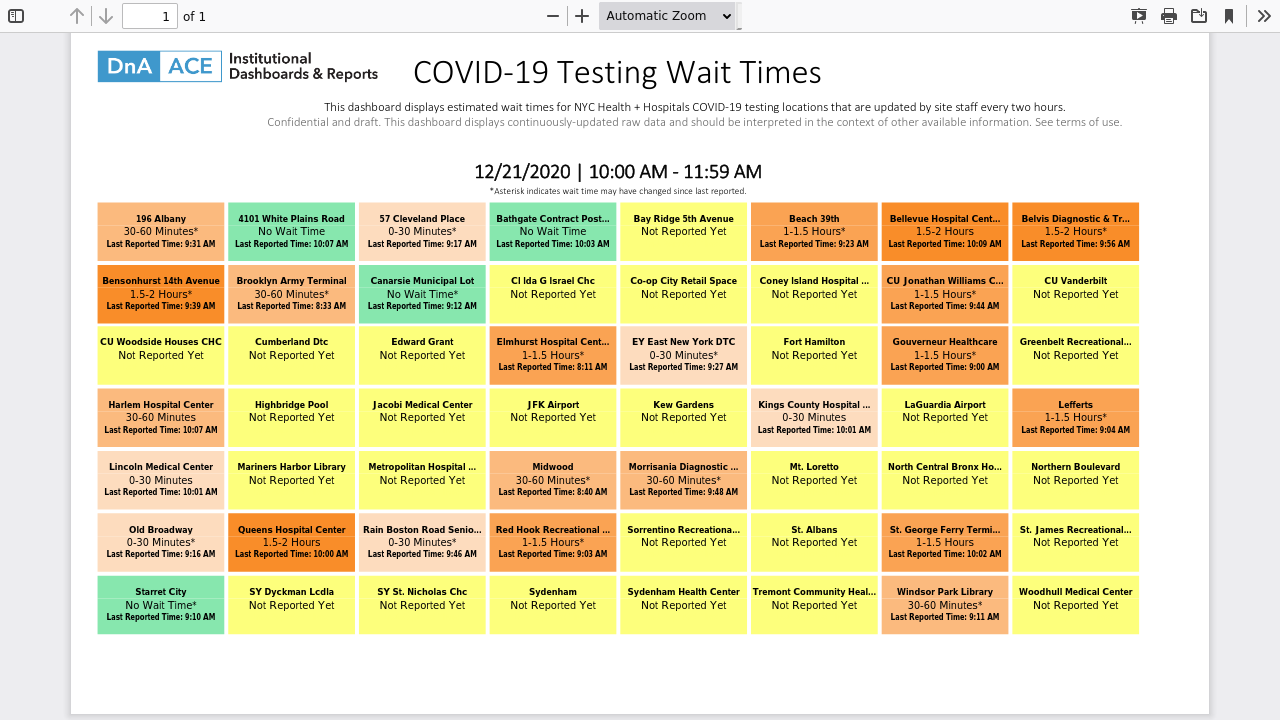 1 of 1 Automatic Zoom
DnA ACE Institutional Dashboards & Reports
COVID-19 Testing Wait Times
This dashboard displays estimated wait times for NYC Health + Hospitals COVID-19 testing locations that are updated by site staff every two hours.
Confidential and draft. This dashboard displays continuously-updated raw data and should be interpreted in the context of other available information. See terms of use.
12/21/2020 | 10:00 AM - 11:59 AM
*Asterisk indicates wait time may have changed since last reported.
196 Albany
30-60 Minutes*
Last Reported Time: 9:31 AM
4101 White Plains Road
No Wait Time
Last Reported Time: 10:07 AM
57 Cleveland Place
0-30 Minutes*
Last Reported Time: 9:17 AM
Bathgate Contract Post...
No Wait Time
Last Reported Time: 10:03 AM
Bay Ridge 5th Avenue
Not Reported Yet
Beach 39th
1-1.5 Hours*
Last Reported Time: 9:23 AM
Bellevue Hospital Cent...
1.5-2 Hours
Last Reported Time: 10:09 AM
Belvis Diagnostic & Tr...
1.5-2 Hours*
Last Reported Time: 9:56 AM
Bensonhurst 14th Avenue
1.5-2 Hours*
Last Reported Time: 9:39 AM
Brooklyn Army Terminal
30-60 Minutes*
Last Reported Time: 8:33 AM
Canarsie Municipal Lot
No Wait Time*
Last Reported Time: 9:12 AM
Cl Ida G Israel Chc
Not Reported Yet
Co-op City Retail Space
Not Reported Yet
Coney Island Hospital ...
Not Reported Yet
CU Jonathan Williams C...
1-1.5 Hours*
Last Reported Time: 9:44 AM
CU Vanderbilt
Not Reported Yet
CU Woodside Houses CHC
Not Reported Yet
Cumberland Dtc
Not Reported Yet
Edward Grant
Not Reported Yet
Elmhurst Hospital Cent...
1-1.5 Hours*
Last Reported Time: 8:11 AM
EY East New York DTC
0-30 Minutes*
Last Reported Time: 9:27 AM
Fort Hamilton
Not Reported Yet
Gouverneur Healthcare
1-1.5 Hours*
Last Reported Time: 9:00 AM
Greenbelt Recreational...
Not Reported Yet
Harlem Hospital Center
30-60 Minutes
Last Reported Time: 10:07 AM
Highbridge Pool
Not Reported Yet
Jacobi Medical Center
Not Reported Yet
JFK Airport
Not Reported Yet
Kew Gardens
Not Reported Yet
Kings County Hospital ...
0-30 Minutes
Last Reported Time: 10:01 AM
LaGuardia Airport
Not Reported Yet
Lefferts
1-1.5 Hours*
Last Reported Time: 9:04 AM
Lincoln Medical Center
0-30 Minutes
Last Reported Time: 10:01 AM
Mariners Harbor Library
Not Reported Yet
Metropolitan Hospital ...
Not Reported Yet
Midwood
30-60 Minutes*
Last Reported Time: 8:40 AM
Morrisania Diagnostic ...
30-60 Minutes*
Last Reported Time: 9:48 AM
Mt. Loretto
Not Reported Yet
North Central Bronx Ho...
Not Reported Yet
Northern Boulevard
Not Reported Yet
Old Broadway
0-30 Minutes*
Last Reported Time: 9:16 AM
Queens Hospital Center
1.5-2 Hours
Last Reported Time: 10:00 AM
Rain Boston Road Senio...
0-30 Minutes*
Last Reported Time: 9:46 AM
Red Hook Recreational ...
1-1.5 Hours*
Last Reported Time: 9:03 AM
Sorrentino Recreationa...
Not Reported Yet
St. Albans
Not Reported Yet
St. George Ferry Termi...
1-1.5 Hours
Last Reported Time: 10:02 AM
St. James Recreational...
Not Reported Yet
Starret City
No Wait Time*
Last Reported Time: 9:10 AM
SY Dyckman Lcdla
Not Reported Yet
SY St. Nicholas Chc
Not Reported Yet
Sydenham
Not Reported Yet
Sydenham Health Center
Not Reported Yet
Tremont Community Heal...
Not Reported Yet
Windsor Park Library
30-60 Minutes*
Last Reported Time: 9:11 AM
Woodhull Medical Center
Not Reported Yet